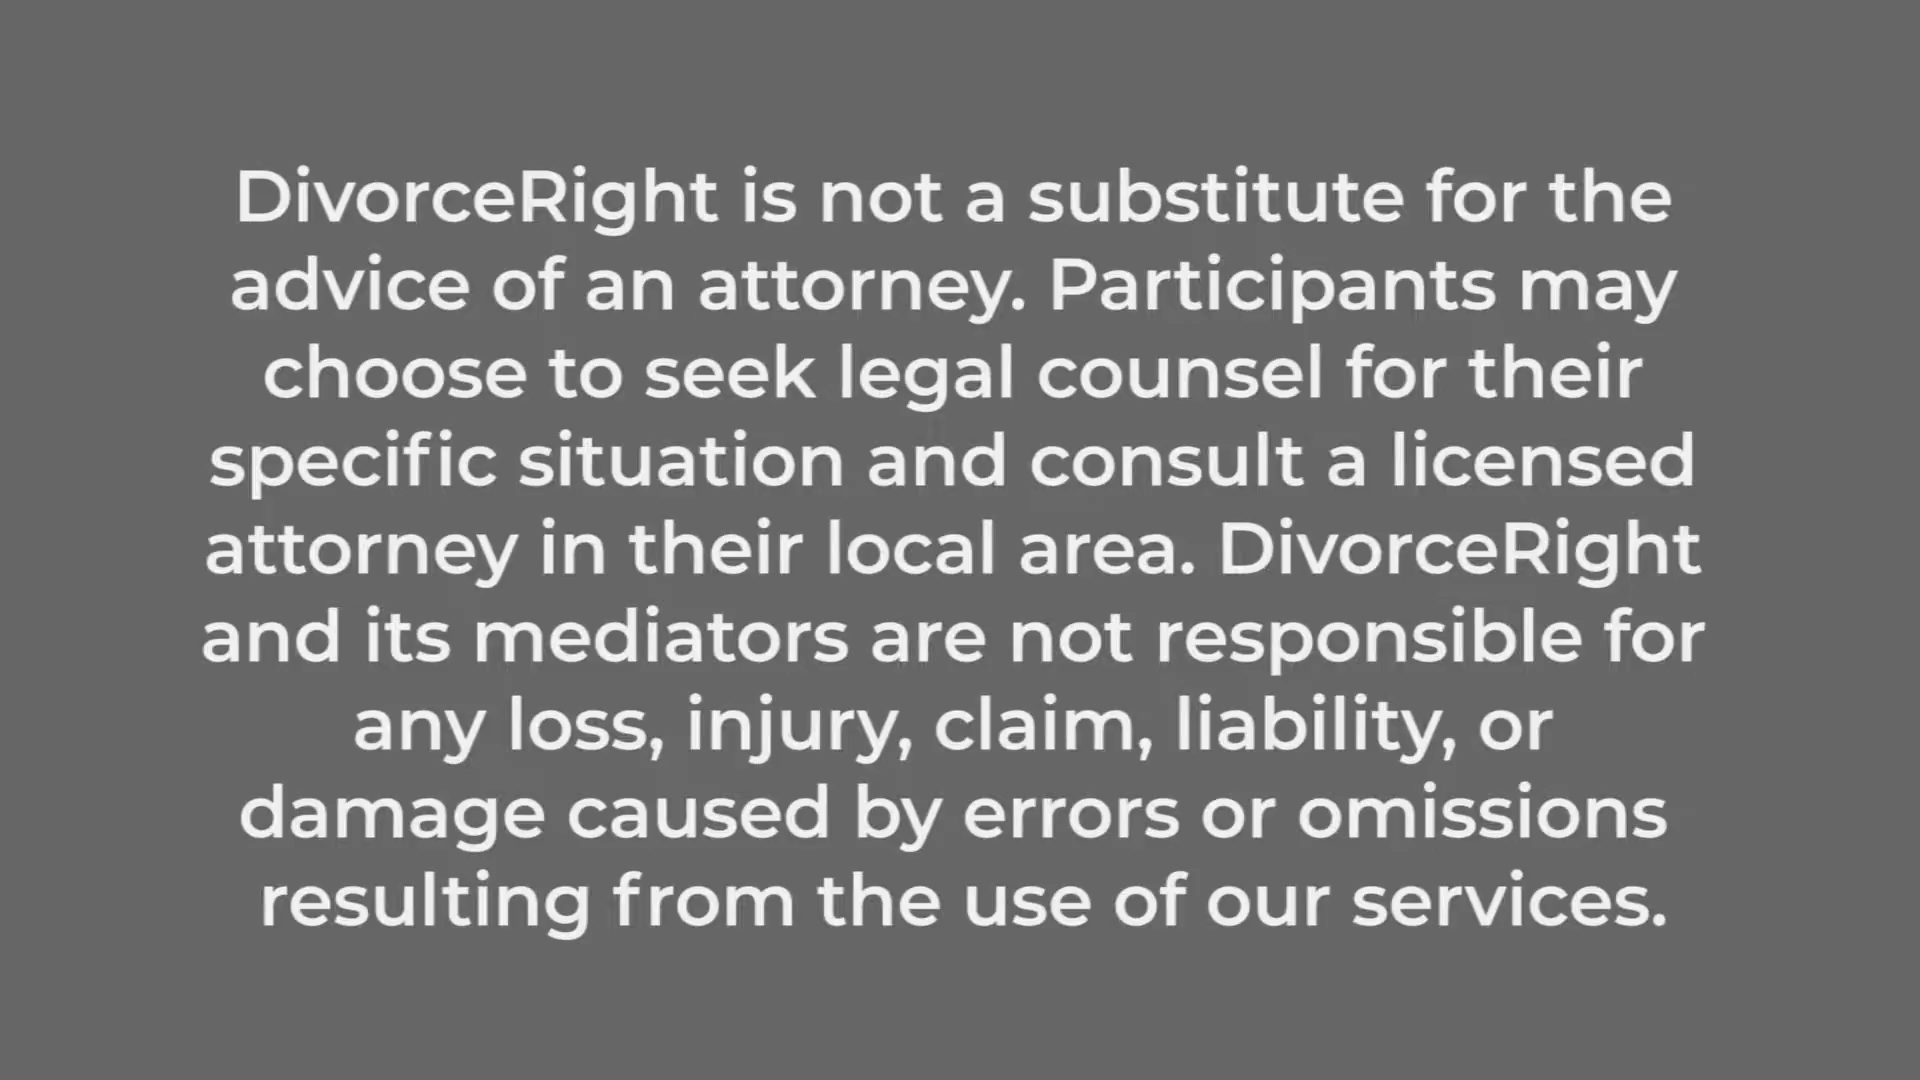 DivorceRight is not a substitute for the
advice of an attorney. Participants may
choose to seek legal counsel for their
specific situation and consult a licensed
attorney in their local area. DivorceRight
and its mediators are not responsible for
any loss, injury, claim, liability, or
damage caused by errors or omissions
resulting from the use of our services.